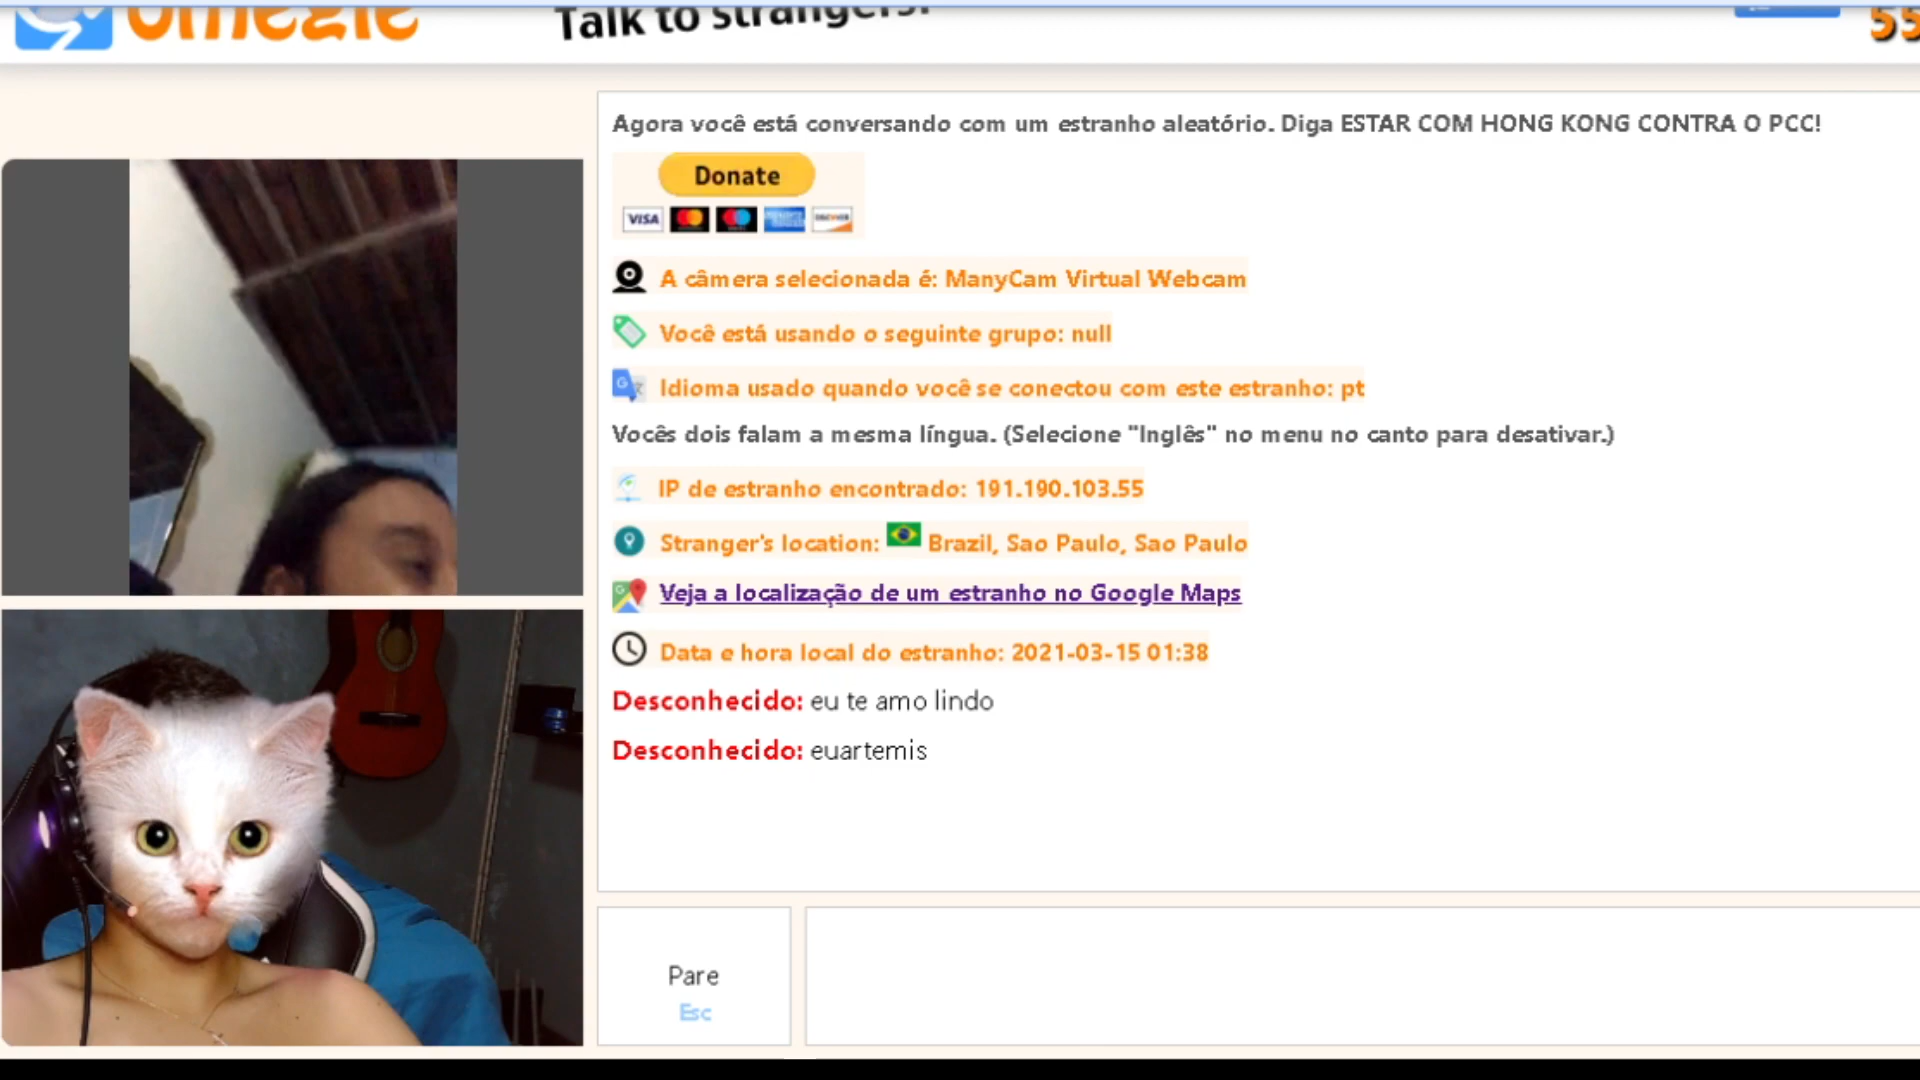 omegle
Talk to strangers!
55
Agora você está conversando com um estranho aleatório. Diga ESTAR COM HONG KONG CONTRA O PCC!
Donate
VISA
DISCOVER
A câmera selecionada é: ManyCam Virtual Webcam
Você está usando o seguinte grupo: null
Idioma usado quando você se conectou com este estranho: pt
Vocês dois falam a mesma língua. (Selecione "Inglês" no menu no canto para desativar.)
IP de estranho encontrado: 191.190.103.55
Stranger's location: Brazil, Sao Paulo, Sao Paulo
Veja a localização de um estranho no Google Maps
Data e hora local do estranho: 2021-03-15 01:38
Desconhecido: eu te amo lindo
Desconhecido: euartemis
Pare
Esc